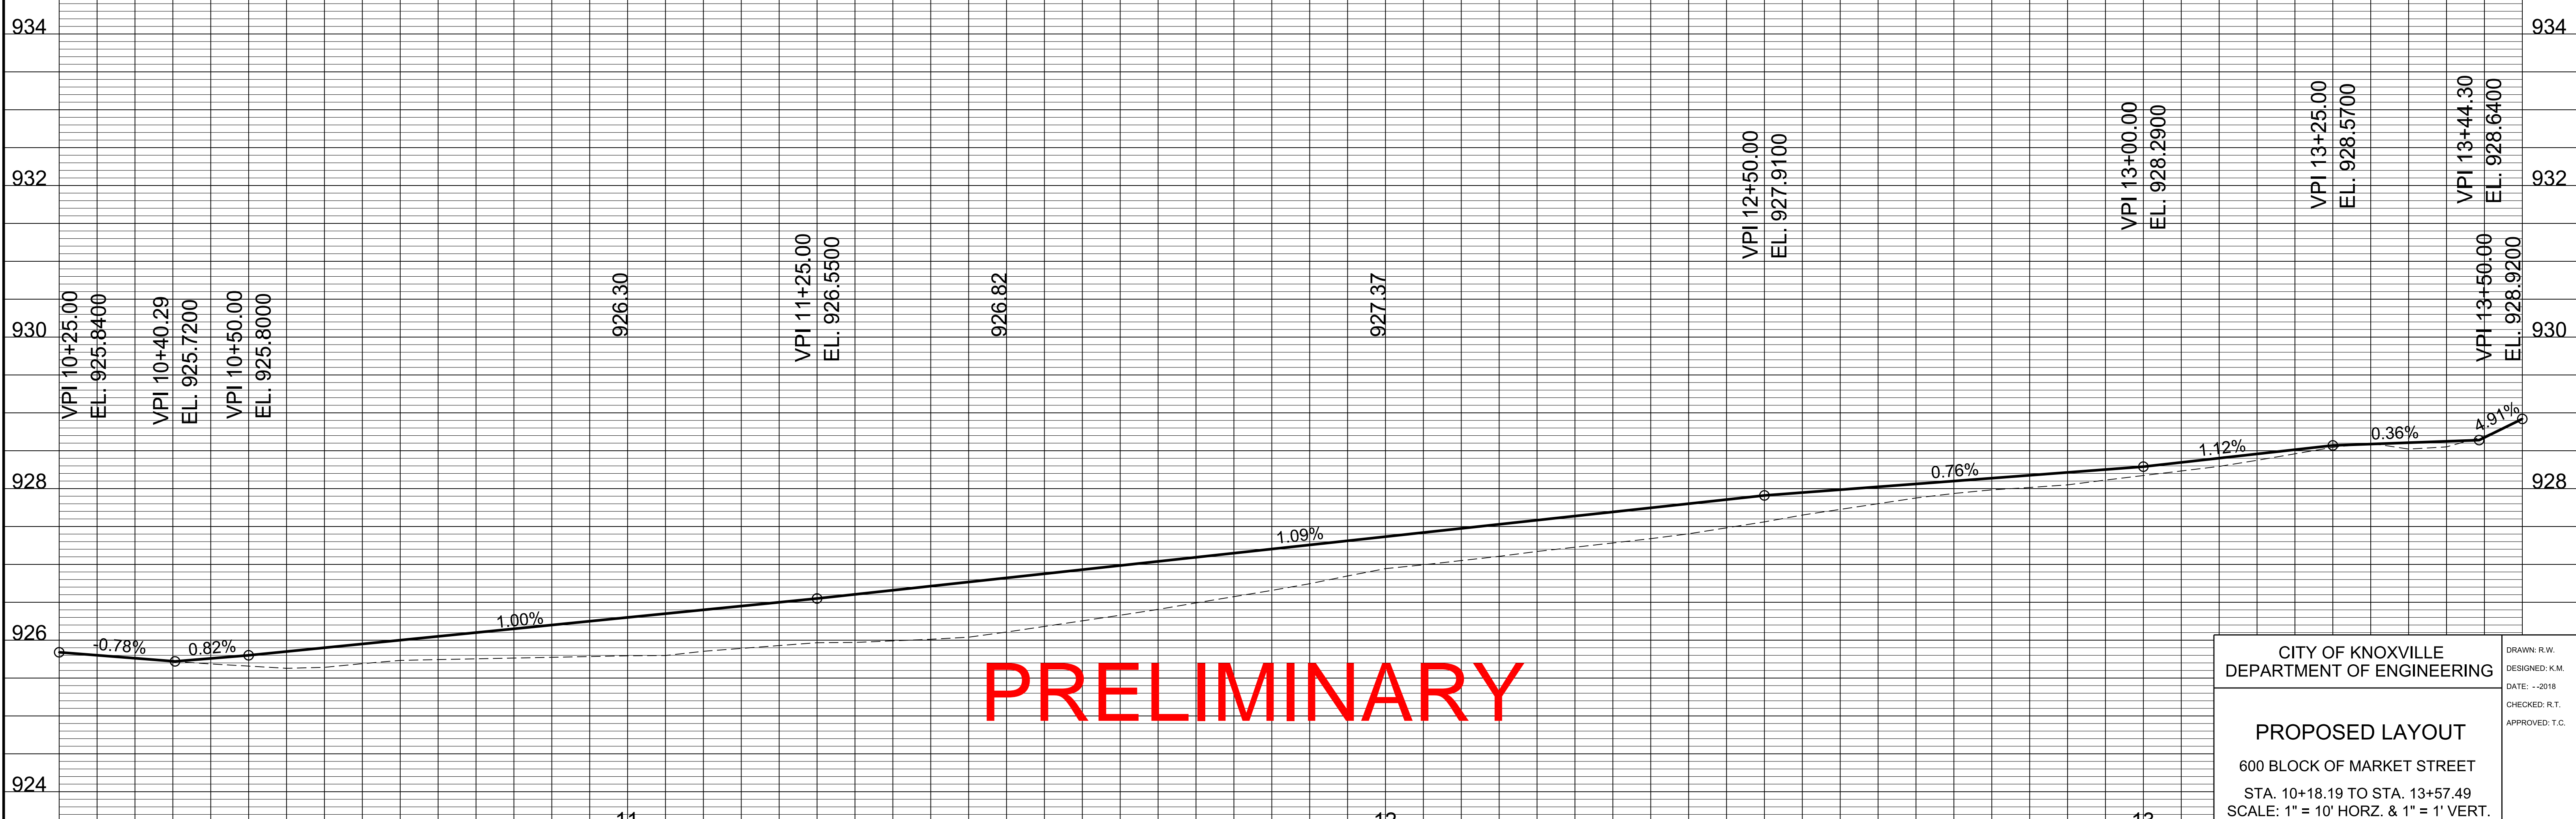 934
934
932
932
930
930
928
928
926
924
VPI 10+25.00
EL. 925.8400
VPI 10+40.29
EL. 925.7200
VPI 10+50.00
EL. 925.8000
926.30
VPI 11+25.00
EL. 926.5500
926.82
927.37
VPI 12+50.00
EL. 927.9100
VPI 13+00.00
EL. 928.2900
VPI 13+25.00
EL. 928.5700
VPI 13+44.30
EL. 928.6400
VPI 13+50.00
EL. 928.9200
-0.78%
0.82%
1.00%
1.09%
0.76%
1.12%
0.36%
4.91%
PRELIMINARY
11
12
13
CITY OF KNOXVILLE
DEPARTMENT OF ENGINEERING
PROPOSED LAYOUT
600 BLOCK OF MARKET STREET
STA. 10+18.19 TO STA. 13+57.49
SCALE: 1" = 10' HORZ. & 1" = 1' VERT.
DRAWN: R.W.
DESIGNED: K.M.
DATE: - -2018
CHECKED: R.T.
APPROVED: T.C.